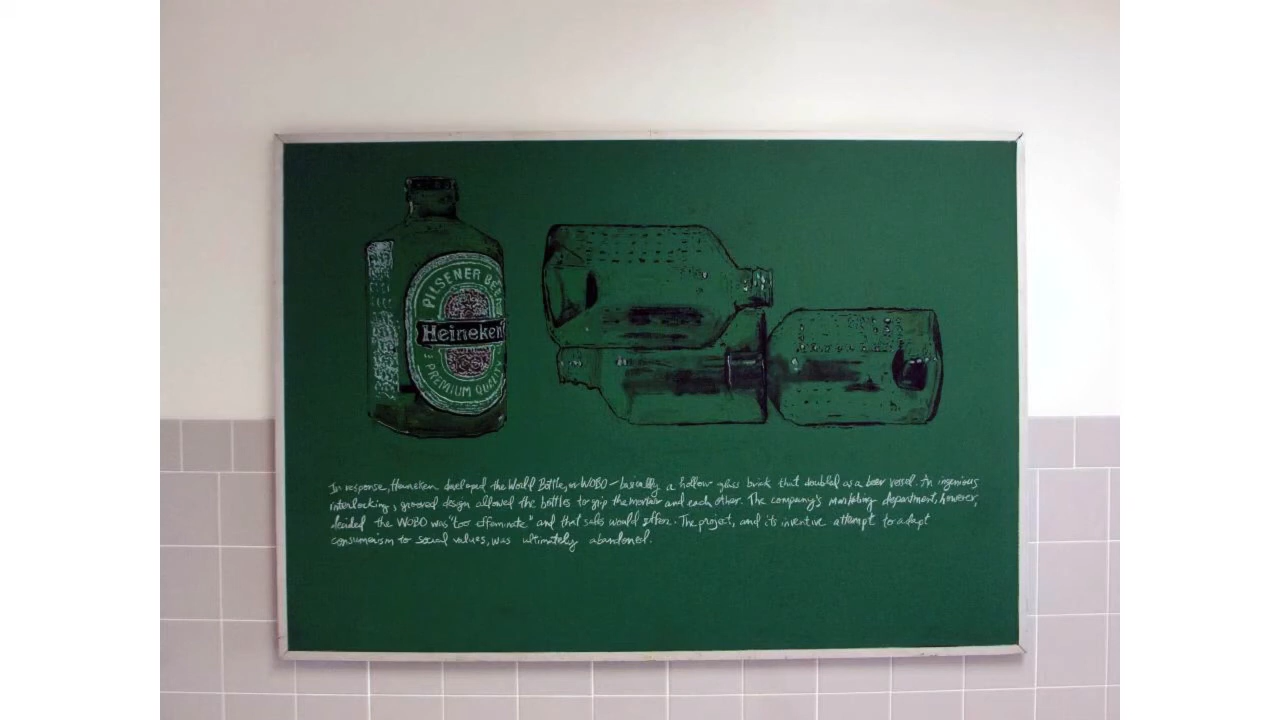 PILSENER BEE
Heineken
PREMIUM QUALITY
In response, Heineken developed the World Bottle, or WOBO – basically a hollow glass brick that doubled as a beer vessel. An ingenious
interlocking, grooved design allowed the bottles to grip the mortar and each other. The company's marketing department, however,
decided the WOBO was "too effeminate" and that sales would suffer. The project, and its inventive attempt to adapt
consumerism to social values, was ultimately abandoned.